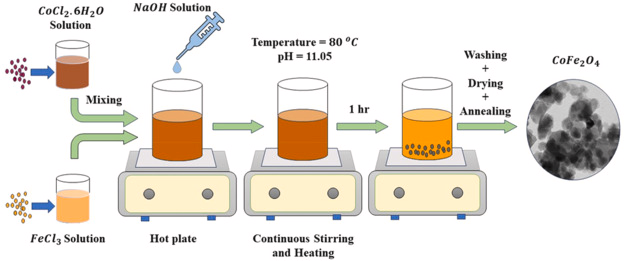 CoCl₂.6H₂O
Solution
NaOH Solution
Mixing
FeCl₃ Solution
Hot plate
Temperature = 80 °C
pH = 11.05
Continuous Stirring
and Heating
1 hr
Washing
+
Drying
+
Annealing
CoFe₂O₄